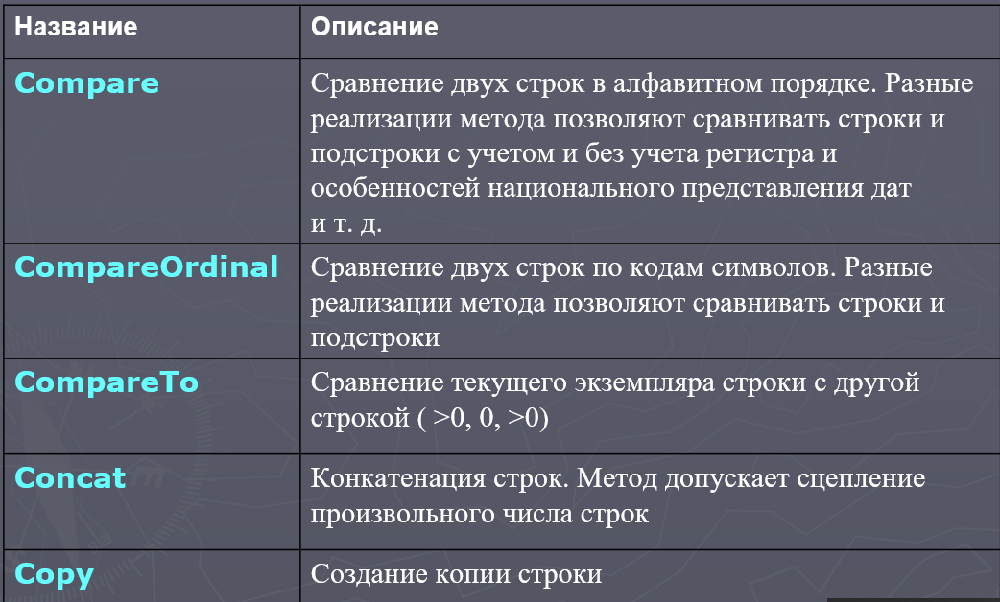 Название
Описание
Compare
Сравнение двух строк в алфавитном порядке. Разные
реализации метода позволяют сравнивать строки и
подстроки с учетом и без учета регистра и
особенностей национального представления дат
и т. д.
CompareOrdinal
Сравнение двух строк по кодам символов. Разные
реализации метода позволяют сравнивать строки и
подстроки
CompareTo
Сравнение текущего экземпляра строки с другой
строкой ( >0, 0, >0)
Concat
Конкатенация строк. Метод допускает сцепление
произвольного числа строк
Copy
Создание копии строки